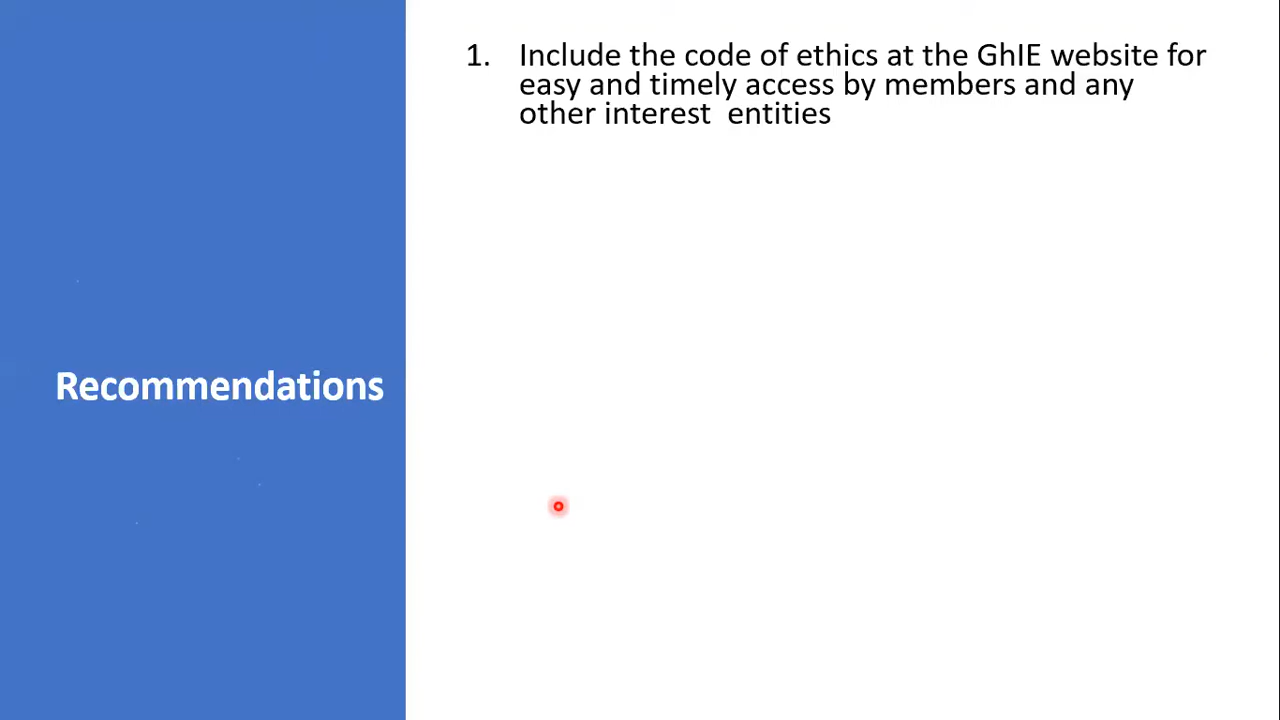 1. Include the code of ethics at the GhIE website for
easy and timely access by members and any
other interest  entities
Recommendations